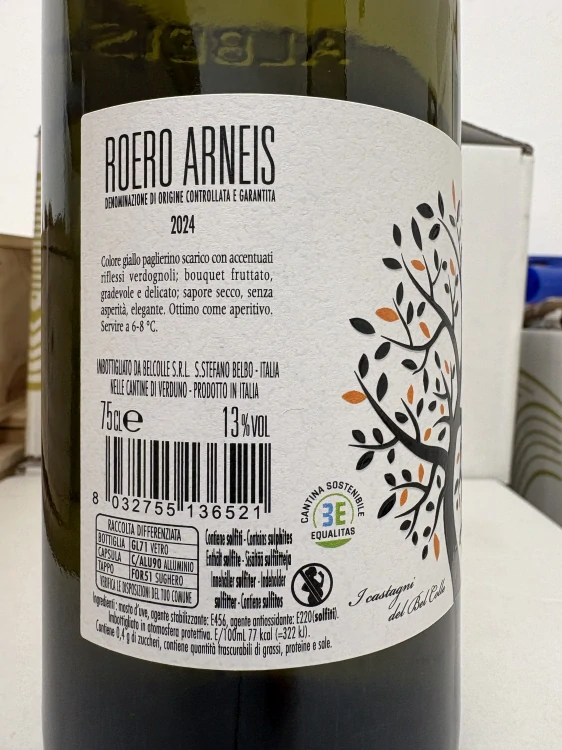 ALBEISA
ROERO ARNEIS
DENOMINAZIONE DI ORIGINE CONTROLLATA E GARANTITA
2024
Colore giallo paglierino scarico con accentuati
riflessi verdognoli; bouquet fruttato,
gradevole e delicato; sapore secco, senza
asperità, elegante. Ottimo come aperitivo.
Servire a 6-8 °C.
IMBOTTIGLIATO DA BELCOLLE S.R.L. S.STEFANO BELBO - ITALIA
NELLE CANTINE DI VERDUNO - PRODOTTO IN ITALIA
75CL e 13%VOL
8 032755 136521
CANTINA SOSTENIBILE
3E
EQUALITAS
RACCOLTA DIFFERENZIATA
BOTTIGLIA GL71 VETRO
CAPSULA C/ALU90 ALLUMINIO
TAPPO FOR51 SUGHERO
VERIFICA LE DISPOSIZIONI DEL TUO COMUNE
Contiene solfiti - Contains sulphites
Enthält sulfite - Sisältää sulfiitteja
Innehåller sulfiter - Indeholder
sulfitter - Contiene sulfitos
I castagni
del Bel Colle
Ingredienti: mosto d'uve, agente stabilizzante: E456, agente antiossidante: E220(solfiti).
Imbottigliato in atmosfera protettiva. E/100ml 77 kcal (=322 kJ).
Contiene 0,4 g di zuccheri, contiene quantità trascurabili di grassi, proteine e sale.